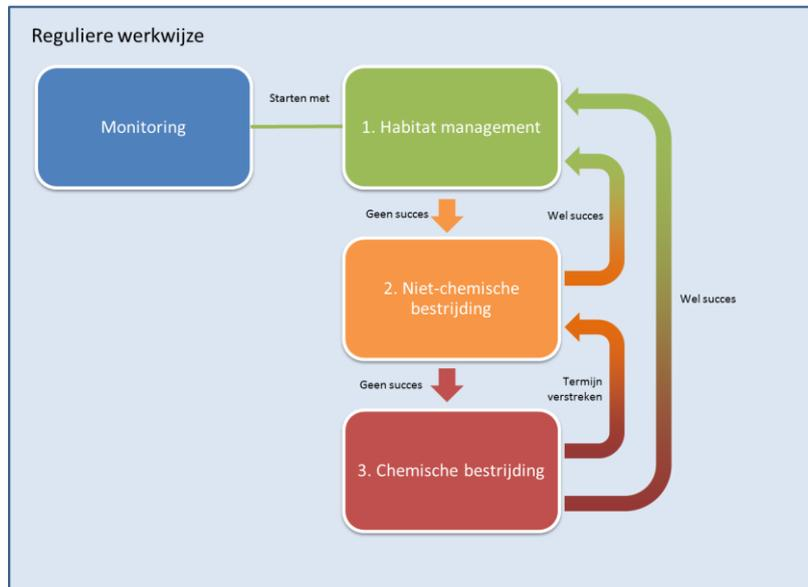 Reguliere werkwijze
Monitoring
Starten met
1. Habitat management
Geen succes
Wel succes
2. Niet-chemische
bestrijding
Wel succes
Geen succes
Termijn
verstreken
3. Chemische bestrijding